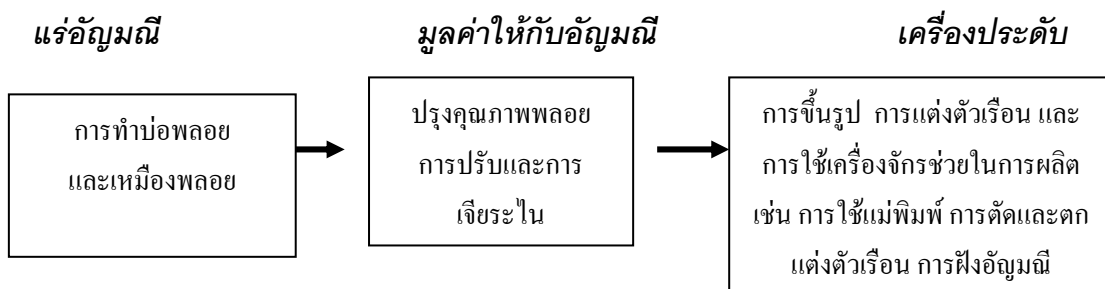 แร่อัญมณี
มูลค่าให้กับอัญมณี
เครื่องประดับ
การทำบ่อพลอย
และเหมืองพลอย
ปรุงคุณภาพพลอย
การปรับและการ
เจียระไน
การขึ้นรูป การแต่งตัวเรือน และ
การใช้เครื่องจักรช่วยในการผลิต
เช่น การใช้แม่พิมพ์ การตัดและตก
แต่งตัวเรือน การฝังอัญมณี